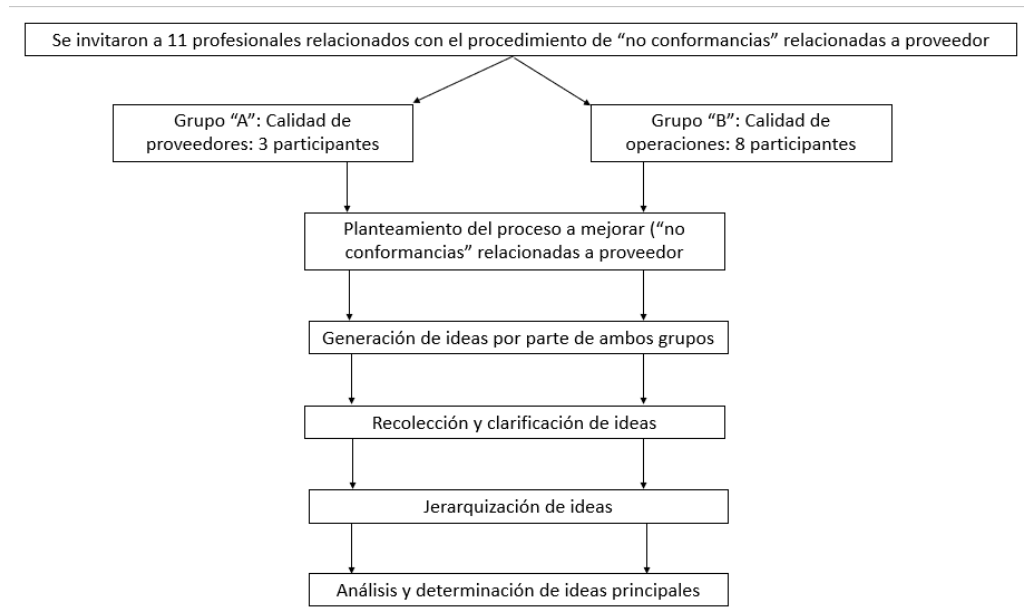 Se invitaron a 11 profesionales relacionados con el procedimiento de “no conformancias” relacionadas a proveedor
Grupo “A”: Calidad de
proveedores: 3 participantes
Grupo “B”: Calidad de
operaciones: 8 participantes
Planteamiento del proceso a mejorar (“no
conformancias” relacionadas a proveedor
Generación de ideas por parte de ambos grupos
Recolección y clarificación de ideas
Jerarquización de ideas
Análisis y determinación de ideas principales